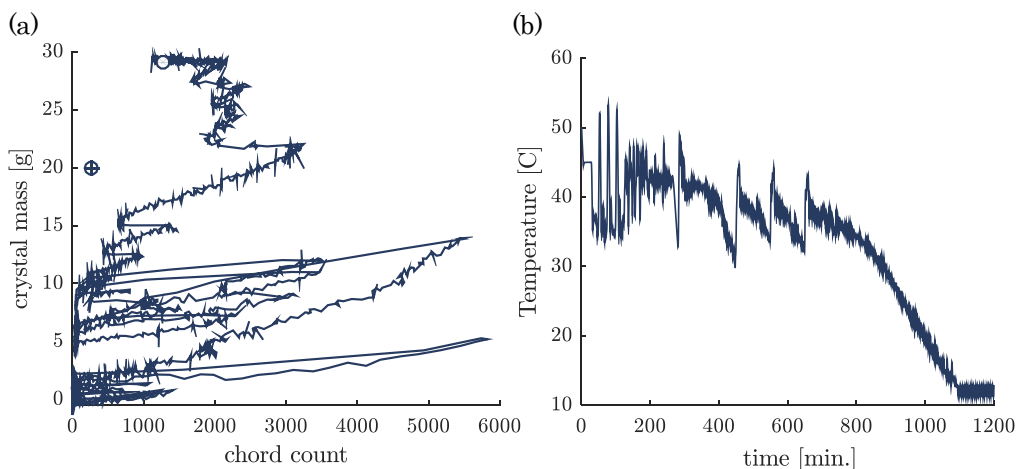 (a)
30
25
20
15
10
5
0
crystal mass [g]
0 1000 2000 3000 4000 5000 6000
chord count
(b)
60
50
40
30
20
10
Temperature [C]
0 200 400 600 800 1000 1200
time [min.]